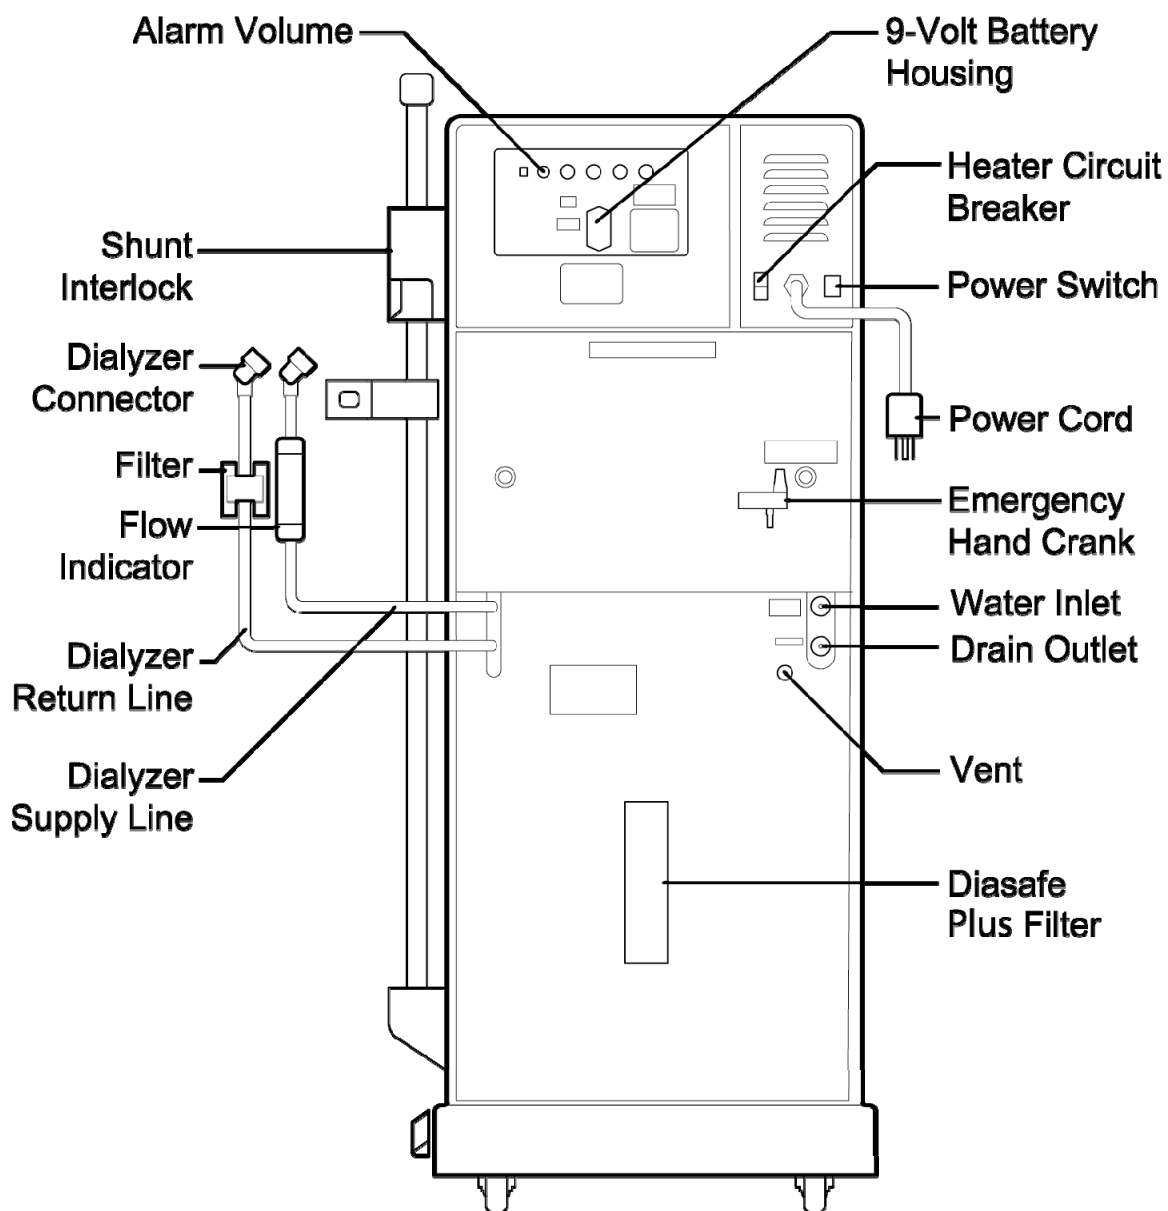 Alarm Volume
9-Volt Battery
Housing
Heater Circuit
Breaker
Shunt
Interlock
Power Switch
Dialyzer
Connector
Power Cord
Filter
Emergency
Hand Crank
Flow
Indicator
Water Inlet
Drain Outlet
Dialyzer
Return Line
Vent
Dialyzer
Supply Line
Diasafe
Plus Filter